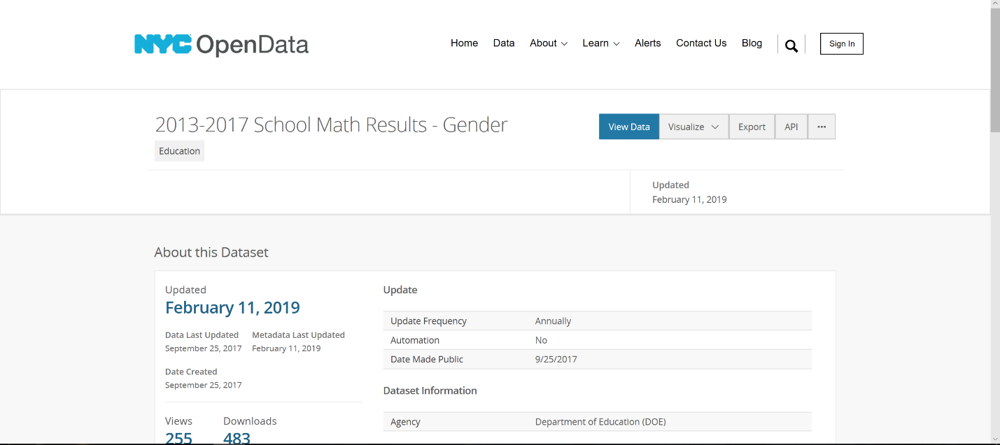 NYC OpenData
Home Data About Learn Alerts Contact Us Blog Sign In
2013-2017 School Math Results - Gender
View Data Visualize Export API ...
Education
Updated
February 11, 2019
About this Dataset
Updated
February 11, 2019
Data Last Updated Metadata Last Updated
September 25, 2017 February 11, 2019
Date Created
September 25, 2017
Views Downloads
255 483
Update
Update Frequency Annually
Automation No
Date Made Public 9/25/2017
Dataset Information
Agency Department of Education (DOE)